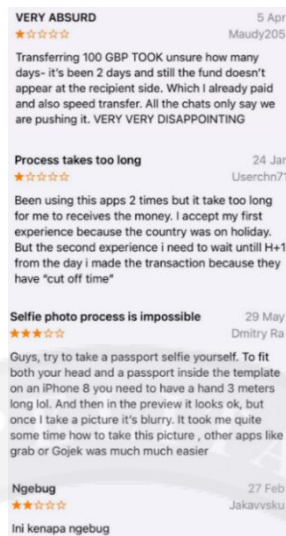 VERY ABSURD 5 Apr
★☆☆☆☆ Maudy205
Transferring 100 GBP TOOK unsure how many
days- it's been 2 days and still the fund doesn't
appear at the recipient side. Which I already paid
and also speed transfer. All the chats only say we
are pushing it. VERY VERY DISAPPOINTING
Process takes too long 24 Jan
★☆☆☆☆ Userchn71
Been using this apps 2 times but it take too long
for me to receives the money. I accept my first
experience because the country was on holiday.
But the second experience i need to wait untill H+1
from the day i made the transaction because they
have "cut off time"
Selfie photo process is impossible 29 May
★★★☆☆ Dmitry Ra
Guys, try to take a passport selfie yourself. To fit
both your head and a passport inside the template
on an iPhone 8 you need to have a hand 3 meters
long lol. And then in the preview it looks ok, but
once I take a picture it's blurry. It took me quite
some time how to take this picture , other apps like
grab or Gojek was much much easier
Ngebug 27 Feb
★★☆☆☆ Jakavvsku
Ini kenapa ngebug